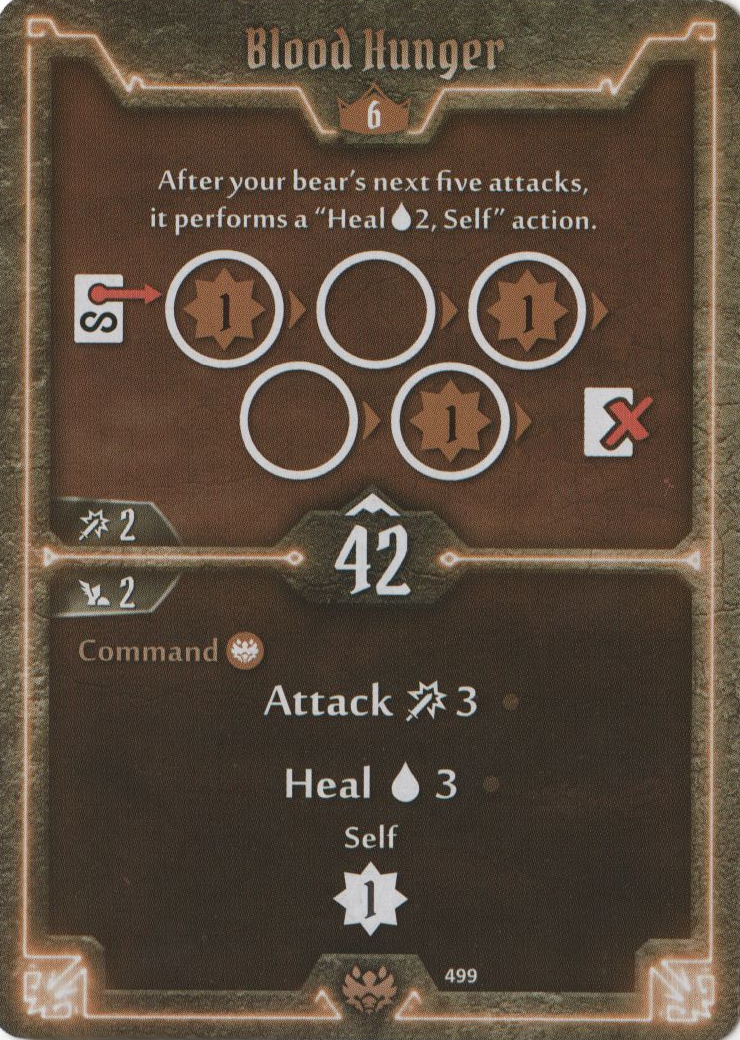 Blood Hunger
6
After your bear's next five attacks,
it performs a “Heal 2, Self” action.
S 1 1
1
2
42
2
Command
Attack 3
Heal 3
Self
1
499